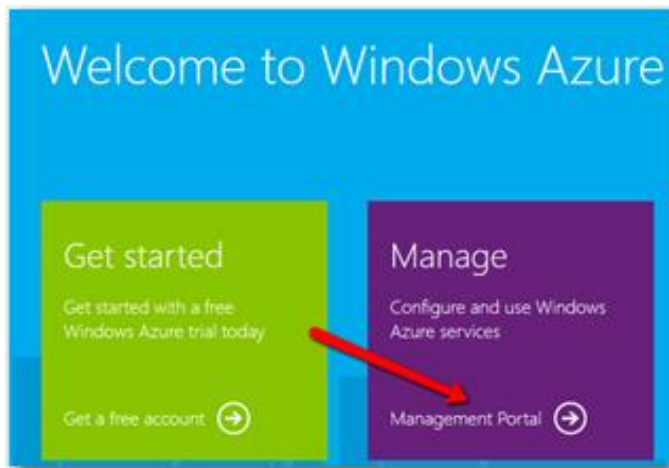 Welcome to Windows Azure
Get started
Get started with a free
Windows Azure trial today
Get a free account
Manage
Configure and use Windows
Azure services
Management Portal